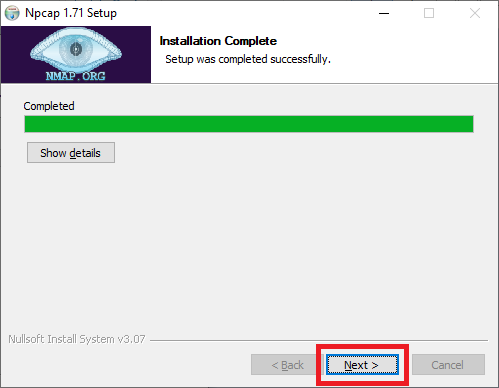 Npcap 1.71 Setup
NMAP.ORG
Installation Complete
Setup was completed successfully.
Completed
Show details
Nullsoft Install System v3.07
< Back
Next >
Cancel